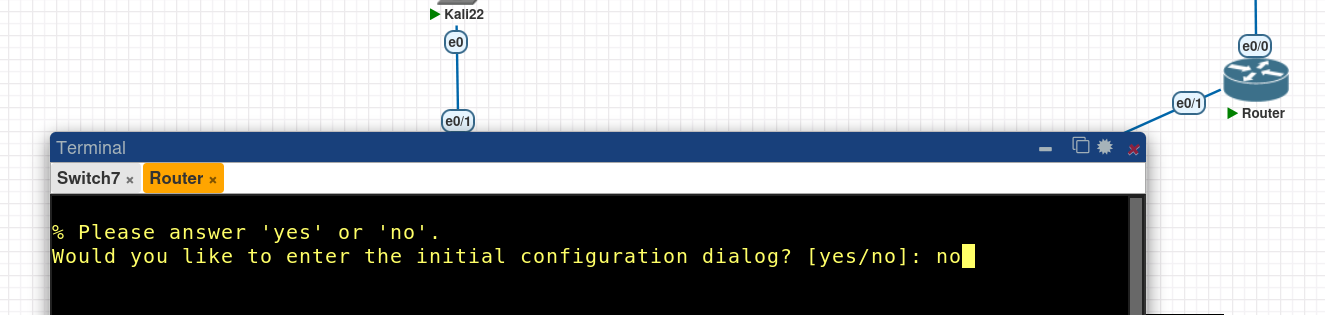 Kali22
e0
e0/0
e0/1
Router
e0/1
Terminal
Switch7 × Router ×
% Please answer 'yes' or 'no'.
Would you like to enter the initial configuration dialog? [yes/no]: no